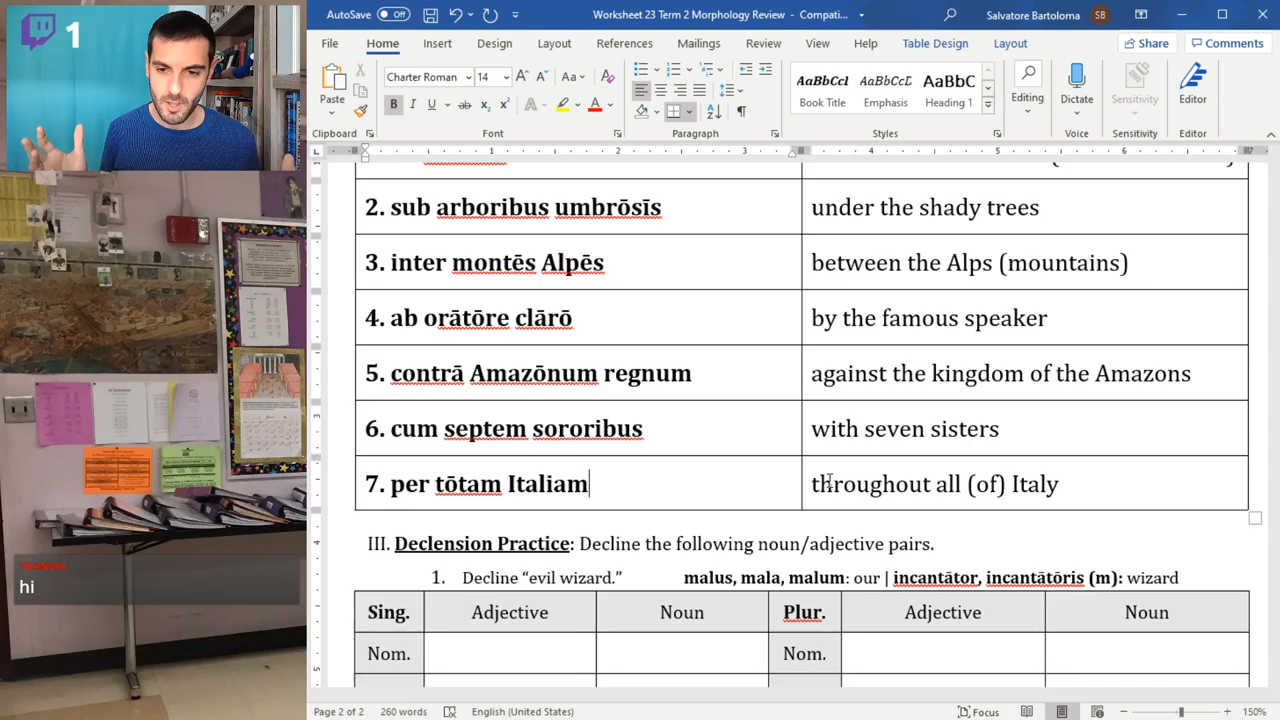 1
AutoSave Off Worksheet 23 Term 2 Morphology Review - Compati... Salvatore Bartoloma SB
File Home Insert Design Layout References Mailings Review View Help Table Design Layout Share Comments
Charter Roman 14
Paste
AaBbCcI AaBbCcL AaBbC
Book Title Emphasis Heading 1
Editing Dictate Sensitivity Editor
Clipboard Font Paragraph Styles Voice Sensitivity Editor
2. sub arboribus umbrōsīs under the shady trees
3. inter montēs Alpēs between the Alps (mountains)
4. ab orātōre clārō by the famous speaker
5. contrā Amazōnum regnum against the kingdom of the Amazons
6. cum septem sororibus with seven sisters
7. per tōtam Italiam throughout all (of) Italy
III. Declension Practice: Decline the following noun/adjective pairs.
1. Decline “evil wizard.” malus, mala, malum: our | incantātor, incantātōris (m): wizard
Sing. Adjective Noun Plur. Adjective Noun
Nom. Nom.
hi
Page 2 of 2 260 words English (United States) Focus 150%